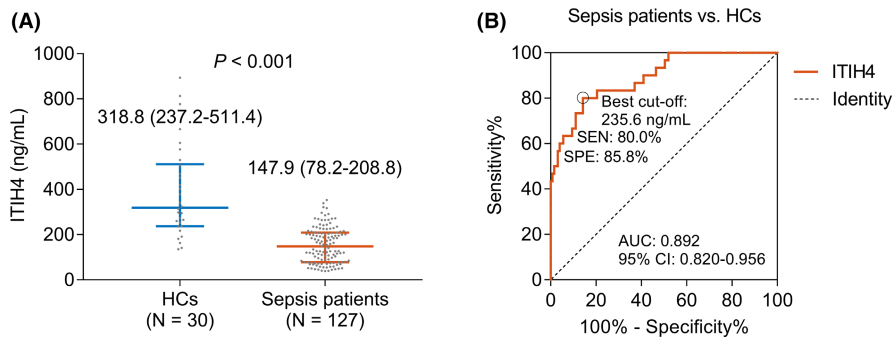 (A)
P < 0.001
318.8 (237.2-511.4)
147.9 (78.2-208.8)
ITIH4 (ng/mL)
1000
800
600
400
200
0
HCs
(N = 30)
Sepsis patients
(N = 127)
(B)
Sepsis patients vs. HCs
Sensitivity%
100
80
60
40
20
0
Best cut-off:
235.6 ng/mL
SEN: 80.0%
SPE: 85.8%
AUC: 0.892
95% CI: 0.820-0.956
0 20 40 60 80 100
100% - Specificity%
ITIH4
Identity